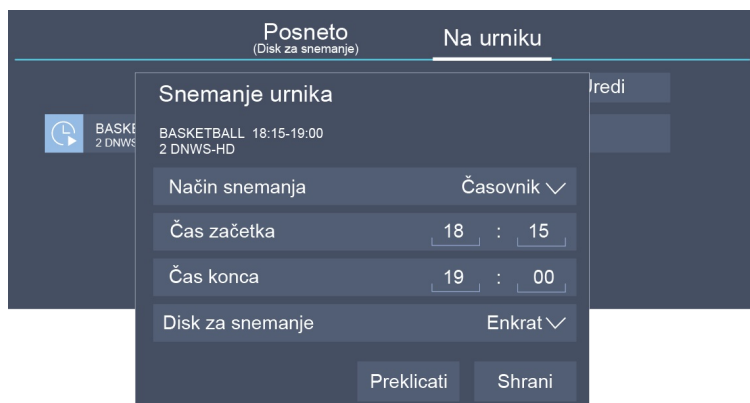 Posneto
(Disk za snemanje)
Na urniku
Snemanje urnika
BASKETBALL 18:15-19:00
2 DNWS-HD
Način snemanja
Časovnik
Čas začetka
18 : 15
Čas konca
19 : 00
Disk za snemanje
Enkrat
Preklicati
Shrani